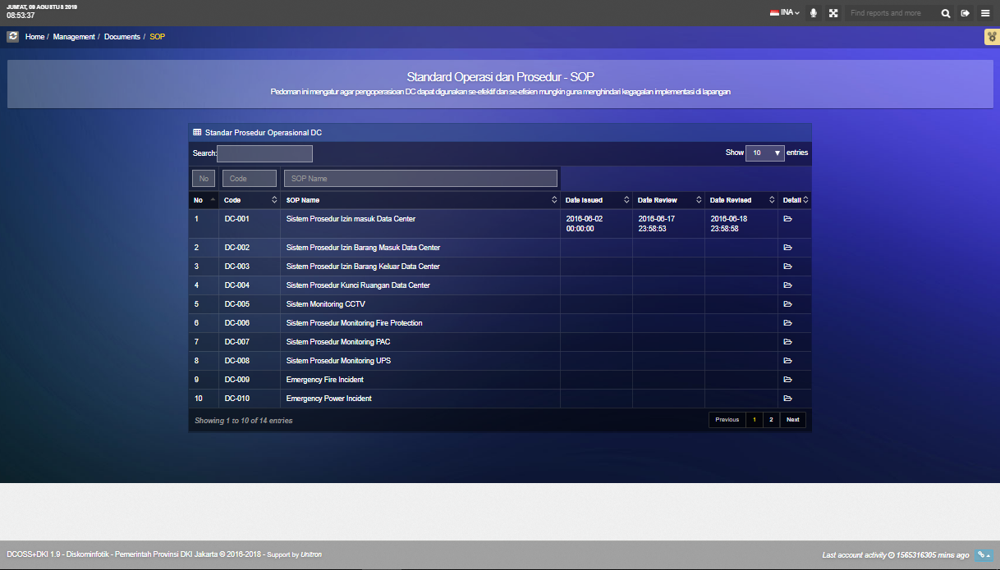 JUM'AT, 09 AGUSTUS 2019
08:53:37
INA
Find reports and more
Home / Management / Documents / SOP
Standard Operasi dan Prosedur - SOP
Pedoman ini mengatur agar pengoperasioan DC dapat digunakan se-efektif dan se-efisien mungkin guna menghindari kegagalan implementasi di lapangan
Standar Prosedur Operasional DC
Search: Show 10 entries
No Code SOP Name
No Code SOP Name Date Issued Date Review Date Revised Detail
1 DC-001 Sistem Prosedur Izin masuk Data Center 2016-06-02 2016-06-17 2016-06-18
00:00:00 23:58:53 23:58:58
2 DC-002 Sistem Prosedur Izin Barang Masuk Data Center
3 DC-003 Sistem Prosedur Izin Barang Keluar Data Center
4 DC-004 Sistem Prosedur Kunci Ruangan Data Center
5 DC-005 Sistem Monitoring CCTV
6 DC-006 Sistem Prosedur Monitoring Fire Protection
7 DC-007 Sistem Prosedur Monitoring PAC
8 DC-008 Sistem Prosedur Monitoring UPS
9 DC-009 Emergency Fire Incident
10 DC-010 Emergency Power Incident
Showing 1 to 10 of 14 entries
Previous 1 2 Next
DCOSS+DKI 1.9 - Diskominfotik - Pemerintah Provinsi DKI Jakarta © 2016-2018 - Support by Unitron
Last account activity 1565316305 mins ago